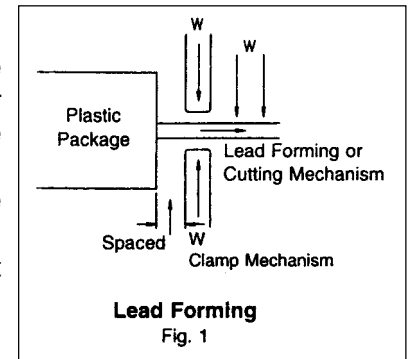 W
W
Plastic
Package
Lead Forming or
Cutting Mechanism
Spaced
W
Clamp Mechanism
Lead Forming
Fig. 1